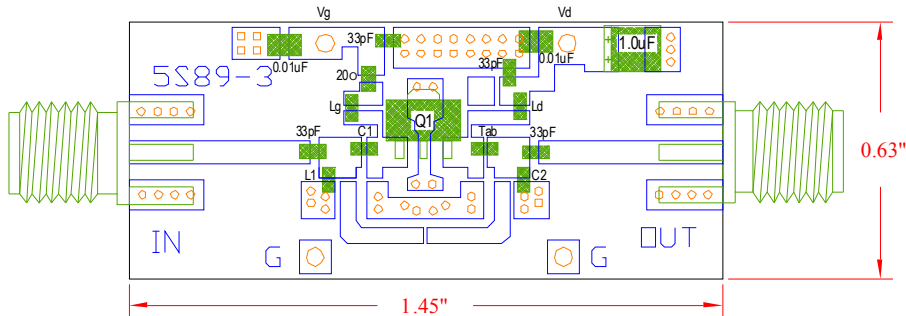 Vg Vd
33pF 1.0uF
0.01uF 33pF 0.01uF
5S89-3 20o
Lg Ld
Q1
33pF C1 Tab 33pF
0.63"
L1 C2
IN OUT
G G
1.45"